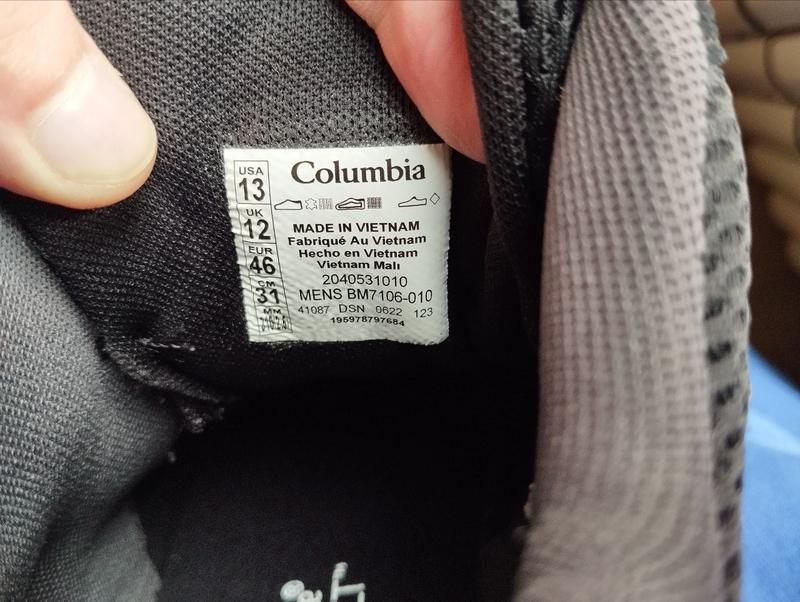 Columbia
USA
13
UK
12
EUR
46
CM
31
MM
MADE IN VIETNAM
Fabriqué Au Vietnam
Hecho en Vietnam
Vietnam Malı
2040531010
MENS BM7106-010
41087 DSN 0622 123
195978797684